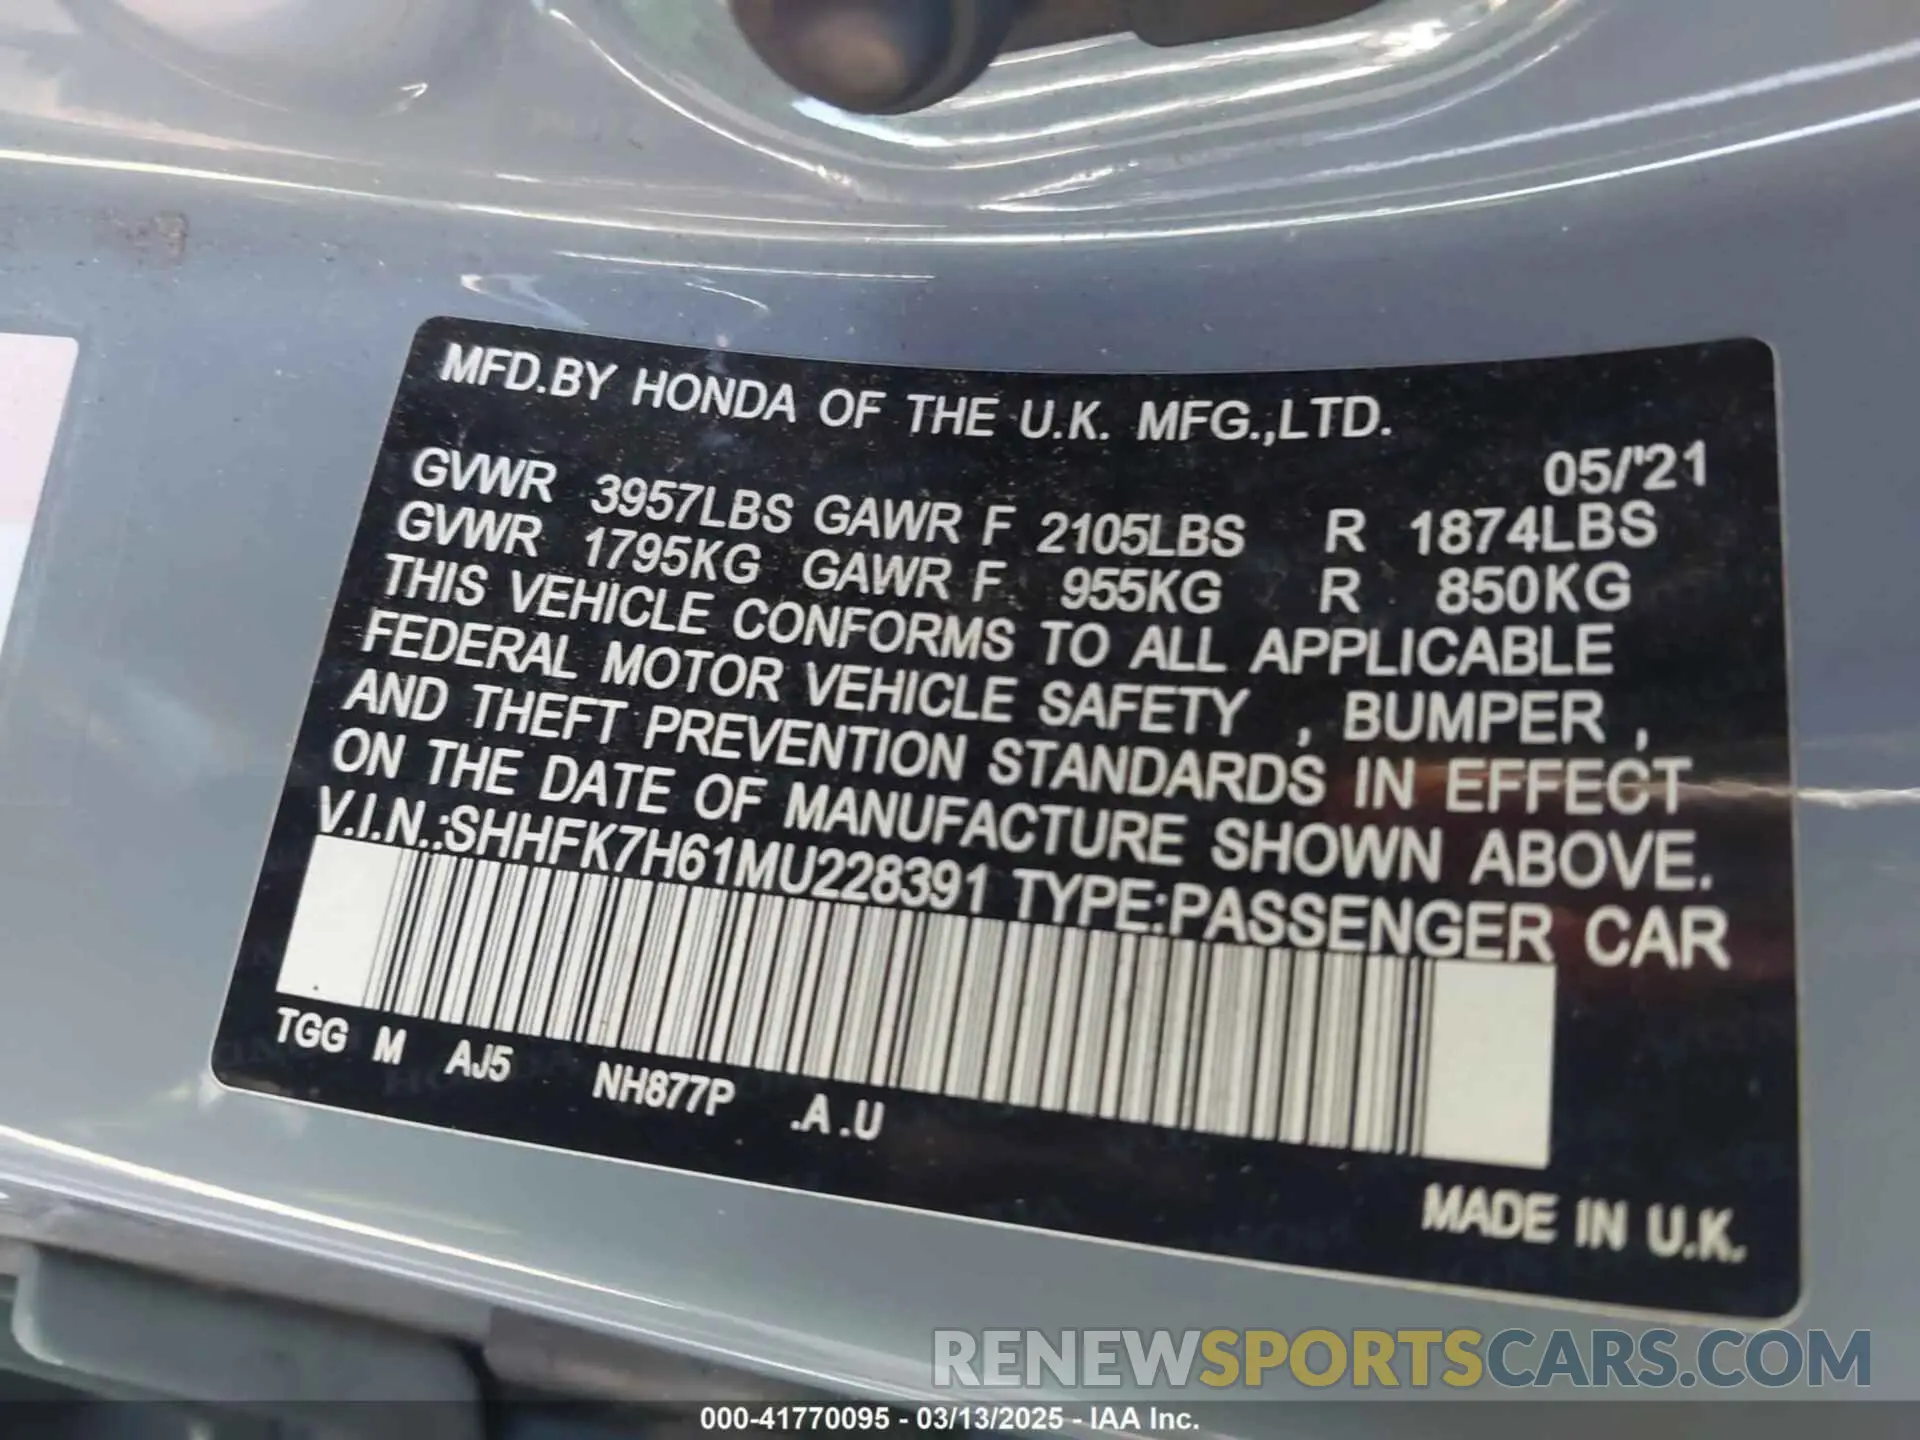 MFD.BY HONDA OF THE U.K. MFG.,LTD.
05/'21
GVWR 3957LBS GAWR F 2105LBS R 1874LBS
GVWR 1795KG GAWR F 955KG R 850KG
THIS VEHICLE CONFORMS TO ALL APPLICABLE
FEDERAL MOTOR VEHICLE SAFETY , BUMPER ,
AND THEFT PREVENTION STANDARDS IN EFFECT
ON THE DATE OF MANUFACTURE SHOWN ABOVE.
V.I.N.:SHHFK7H61MU228391 TYPE:PASSENGER CAR
TGG M AJ5 NH877P .A .U
MADE IN U.K.
RENEWSPORTSCARS.COM
000-41770095 - 03/13/2025 - IAA Inc.